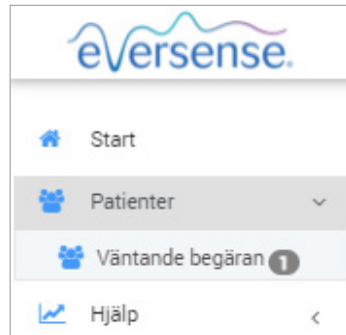 eversense.
Start
Patienter
Väntande begäran 1
Hjälp